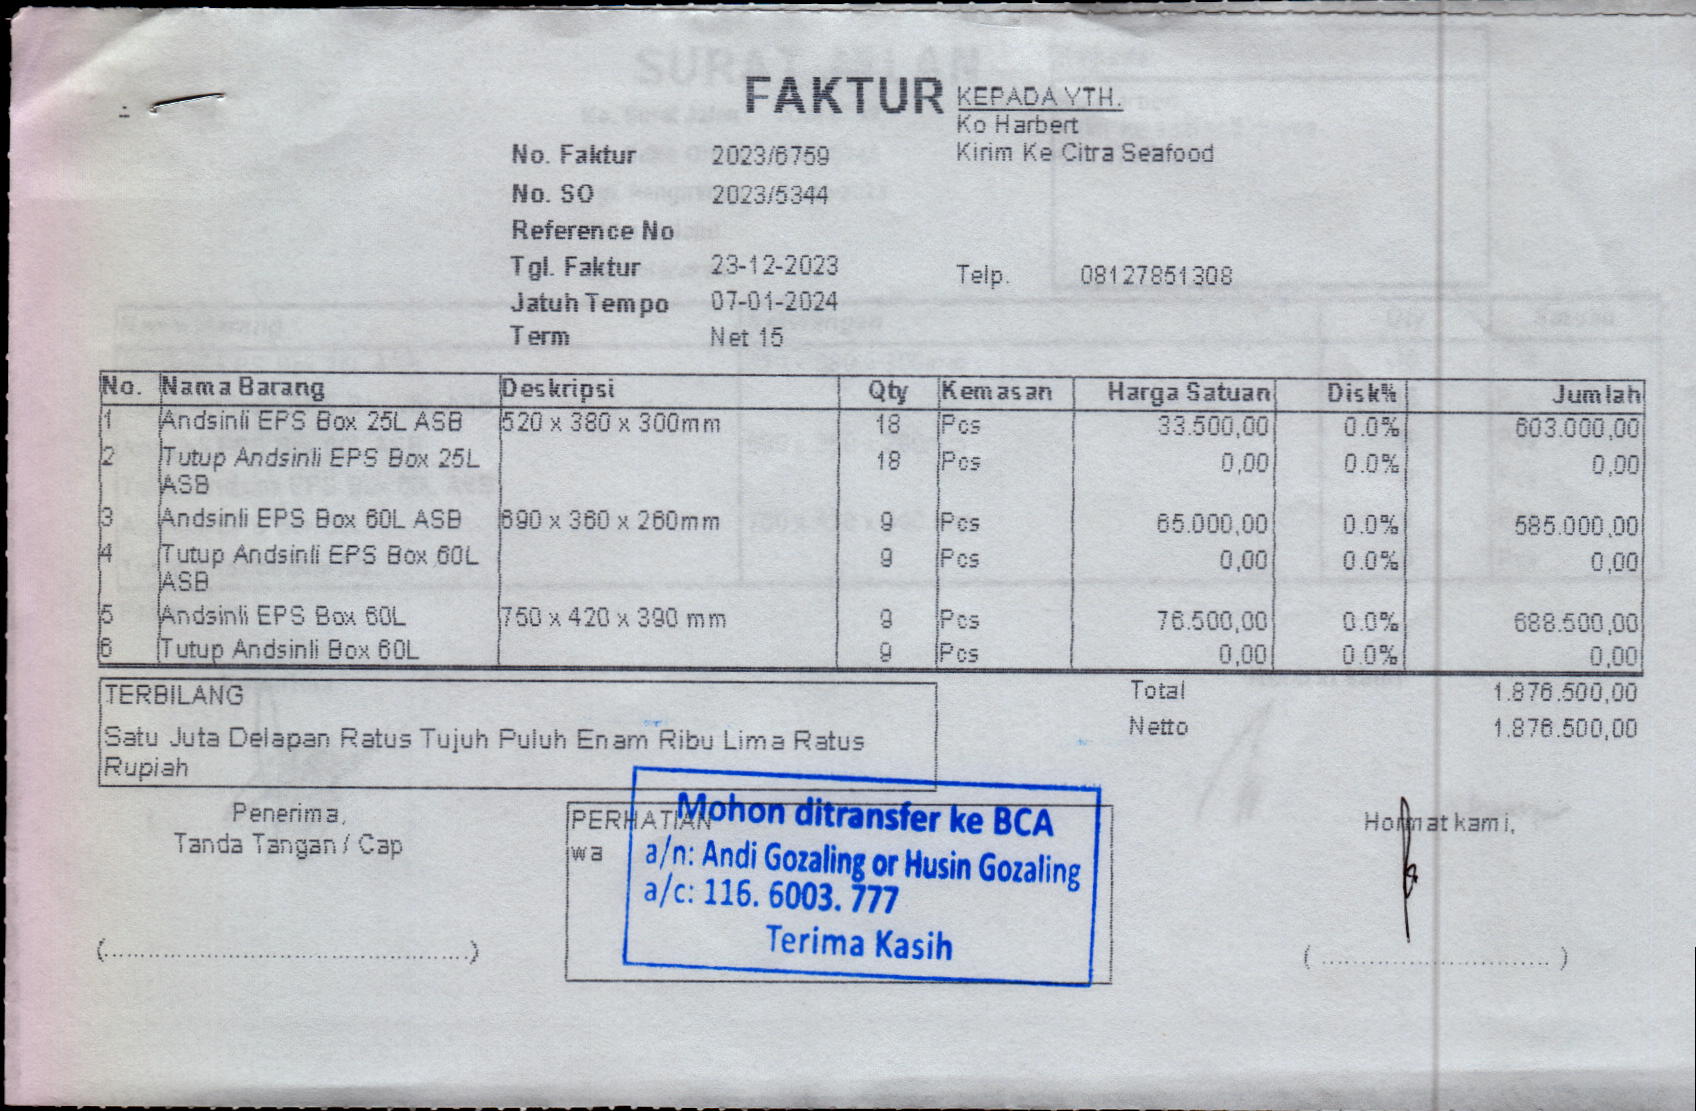 FAKTUR
KEPADA YTH.
Ko Harbert
Kirim Ke Citra Seafood
No. Faktur 2023/6759
No. SO 2023/5344
Reference No
Tgl. Faktur 23-12-2023
Telp. 08127851308
Jatuh Tempo 07-01-2024
Term Net 15
No. Nama Barang Deskripsi Qty Kemasan Harga Satuan Disk% Jumlah
1 Andsinli EPS Box 25L ASB 520 x 380 x 300mm 18 Pcs 33.500,00 0.0% 603.000,00
2 Tutup Andsinli EPS Box 25L 18 Pcs 0,00 0.0% 0,00
ASB
3 Andsinli EPS Box 60L ASB 690 x 360 x 260mm 9 Pcs 65.000,00 0.0% 585.000,00
4 Tutup Andsinli EPS Box 60L 9 Pcs 0,00 0.0% 0,00
ASB
5 Andsinli EPS Box 60L 750 x 420 x 390 mm 9 Pcs 76.500,00 0.0% 688.500,00
6 Tutup Andsinli Box 60L 9 Pcs 0,00 0.0% 0,00
TERBILANG
Satu Juta Delapan Ratus Tujuh Puluh Enam Ribu Lima Ratus
Rupiah
Total 1.876.500,00
Netto 1.876.500,00
Penerima,
Tanda Tangan / Cap
(....................................................)
PERHATIAN
wa
Mohon ditransfer ke BCA
a/n: Andi Gozaling or Husin Gozaling
a/c: 116. 6003. 777
Terima Kasih
Hormat kami,
( ................................ )